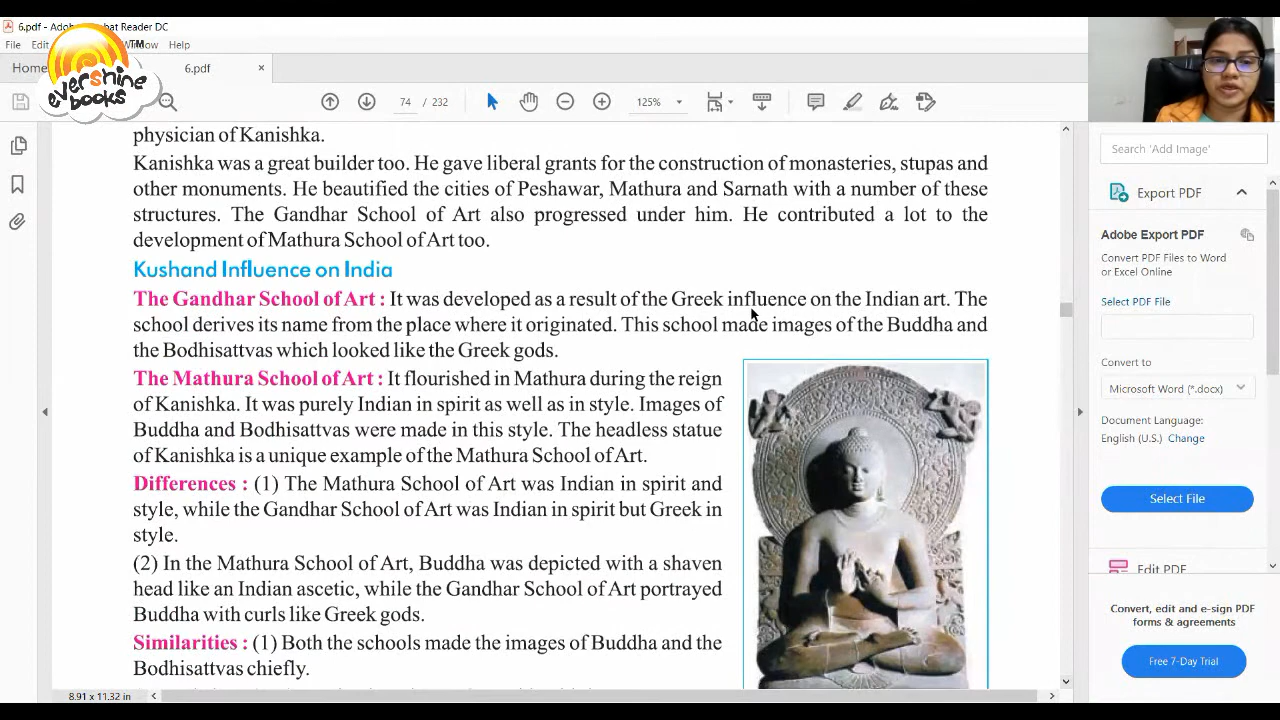 6.pdf - Ado
bat Reader DC
File
Edit
ndow
Help
TM
evershine
books
Home
6.pdf
×
74
/ 232
125%
physician of Kanishka.
Kanishka was a great builder too. He gave liberal grants for the construction of monasteries, stupas and
other monuments. He beautified the cities of Peshawar, Mathura and Sarnath with a number of these
structures. The Gandhar School of Art also progressed under him. He contributed a lot to the
development of Mathura School of Art too.
Kushand Influence on India
The Gandhar School of Art : It was developed as a result of the Greek influence on the Indian art. The
school derives its name from the place where it originated. This school made images of the Buddha and
the Bodhisattvas which looked like the Greek gods.
The Mathura School of Art : It flourished in Mathura during the reign
of Kanishka. It was purely Indian in spirit as well as in style. Images of
Buddha and Bodhisattvas were made in this style. The headless statue
of Kanishka is a unique example of the Mathura School of Art.
Differences : (1) The Mathura School of Art was Indian in spirit and
style, while the Gandhar School of Art was Indian in spirit but Greek in
style.
(2) In the Mathura School of Art, Buddha was depicted with a shaven
head like an Indian ascetic, while the Gandhar School of Art portrayed
Buddha with curls like Greek gods.
Similarities : (1) Both the schools made the images of Buddha and the
Bodhisattvas chiefly.
8.91 x 11.32 in
Search 'Add Image'
Export PDF
Adobe Export PDF
Convert PDF Files to Word
or Excel Online
Select PDF File
Convert to
Microsoft Word (*.docx)
Document Language:
English (U.S.) Change
Select File
Edit PDF
Convert, edit and e-sign PDF
forms & agreements
Free 7-Day Trial